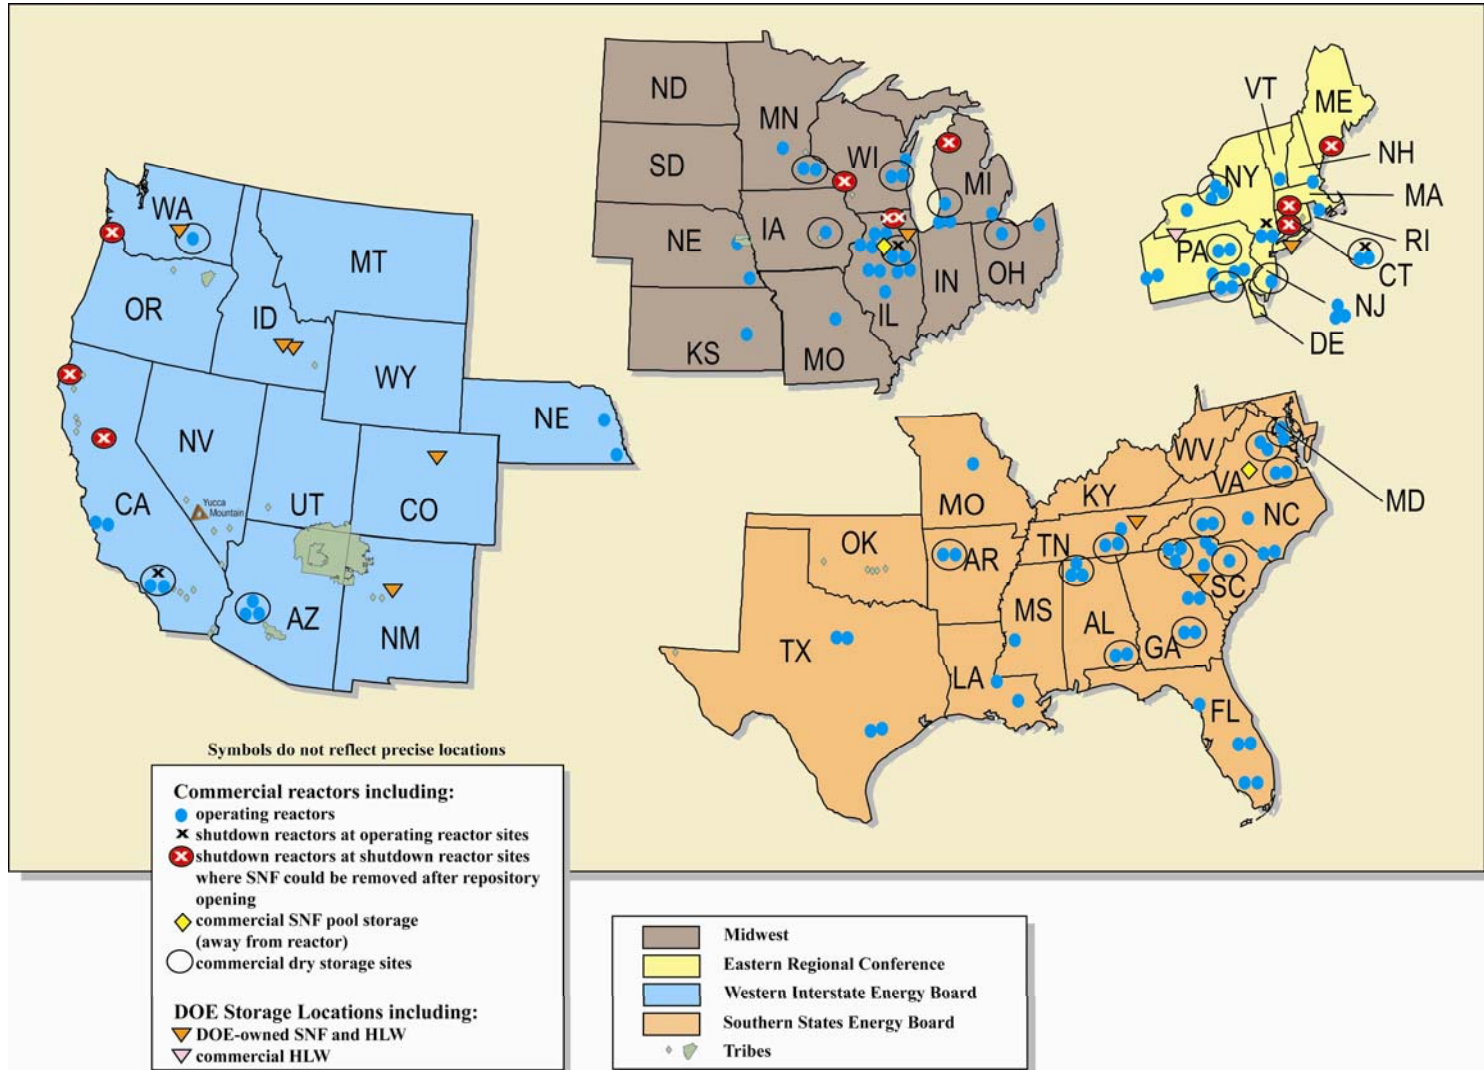 ND
MN
SD
WI
MI
IA
NE
IL
IN
OH
KS
MO
VT
ME
NH
NY
MA
RI
PA
CT
NJ
DE
WA
MT
OR
ID
WY
NE
NV
CA
UT
CO
Yucca
Mountain
AZ
NM
WV
MO
KY
VA
MD
OK
AR
TN
NC
SC
MS
AL
GA
TX
LA
FL
Symbols do not reflect precise locations
Commercial reactors including:
operating reactors
shutdown reactors at operating reactor sites
shutdown reactors at shutdown reactor sites
where SNF could be removed after repository
opening
commercial SNF pool storage
(away from reactor)
commercial dry storage sites
DOE Storage Locations including:
DOE-owned SNF and HLW
commercial HLW
Midwest
Eastern Regional Conference
Western Interstate Energy Board
Southern States Energy Board
Tribes